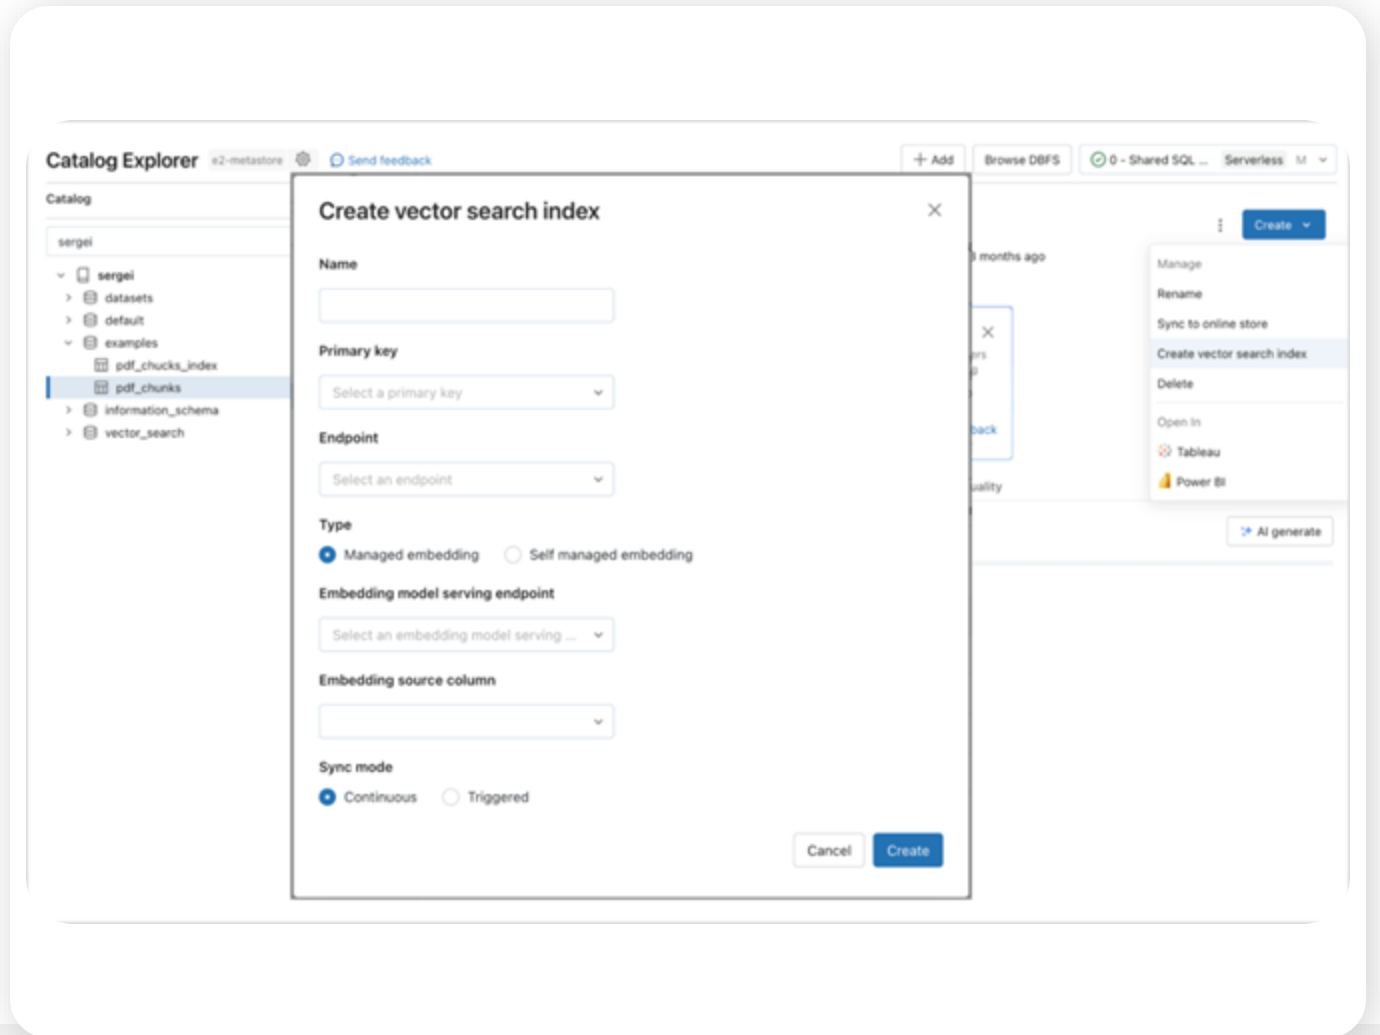 Catalog Explorer e2-metastore Send feedback
+ Add Browse DBFS 0 - Shared SQL ... Serverless M
Catalog
sergei
sergei
datasets
default
examples
pdf_chucks_index
pdf_chunks
information_schema
vector_search
Create vector search index
Name
Primary key
Select a primary key
Endpoint
Select an endpoint
Type
Managed embedding Self managed embedding
Embedding model serving endpoint
Select an embedding model serving ...
Embedding source column
Sync mode
Continuous Triggered
Cancel Create
months ago
Create
Manage
Rename
Sync to online store
Create vector search index
Delete
Open In
Tableau
Power BI
AI generate